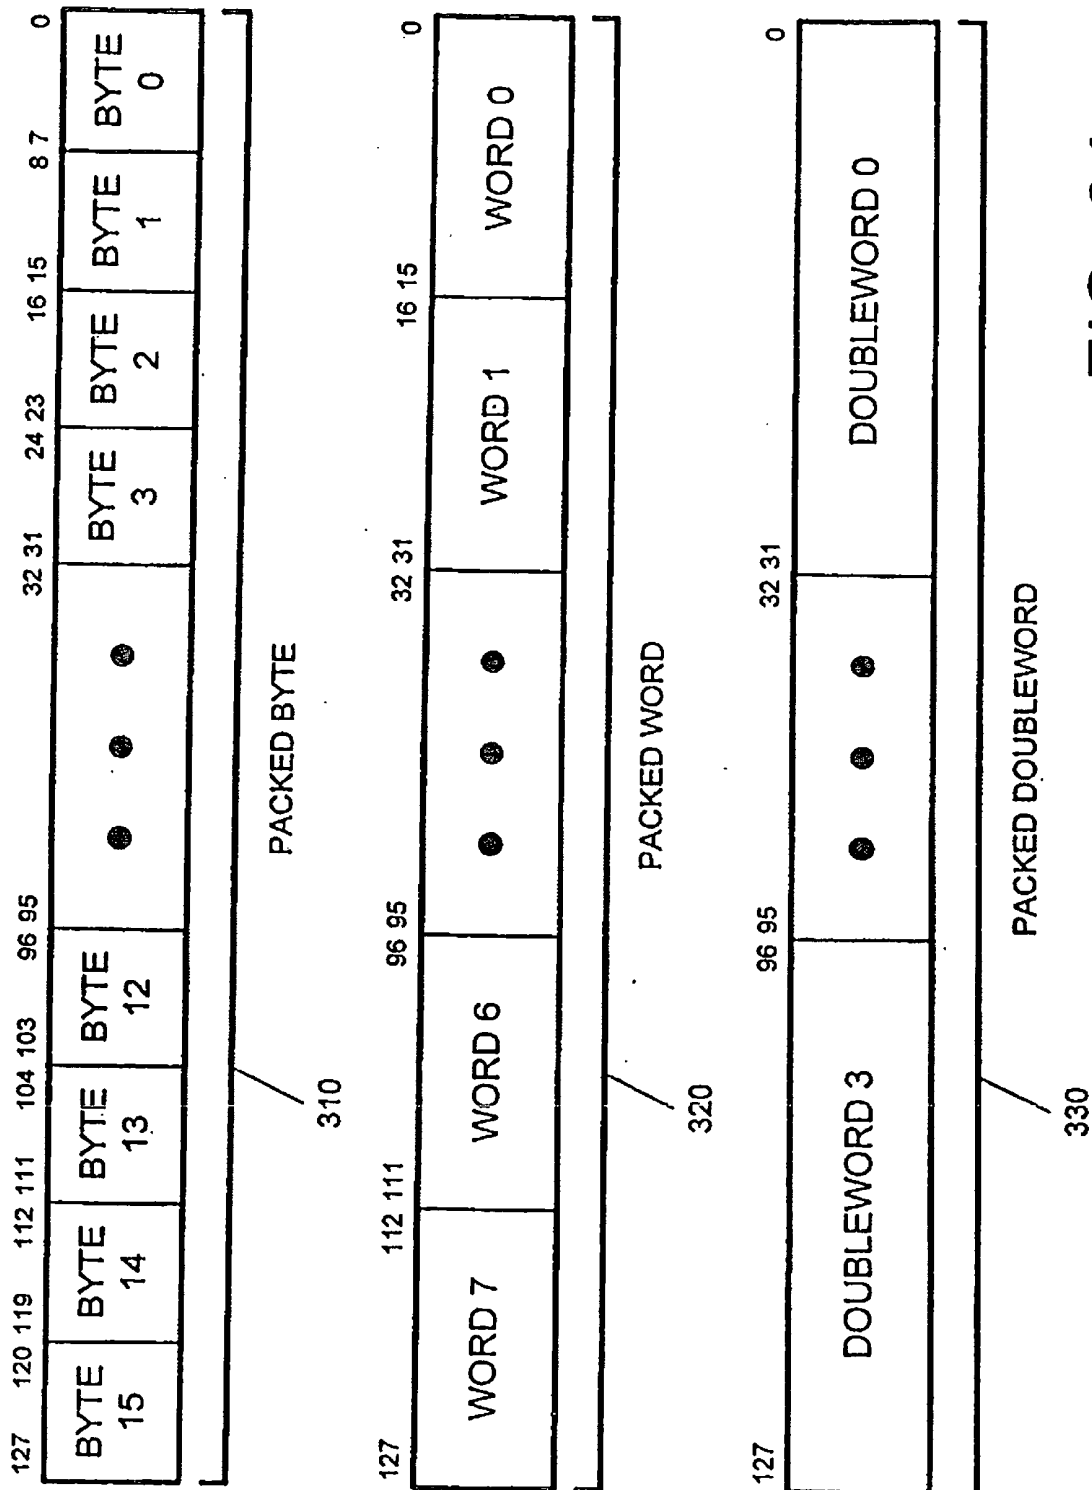 127 120 119 112 111 104 103 96 95 32 31 24 23 16 15 8 7 0
BYTE 15 BYTE 14 BYTE 13 BYTE 12 BYTE 3 BYTE 2 BYTE 1 BYTE 0
PACKED BYTE
310
127 112 111 96 95 32 31 16 15 0
WORD 7 WORD 6 WORD 1 WORD 0
PACKED WORD
320
127 96 95 32 31 0
DOUBLEWORD 3 DOUBLEWORD 0
PACKED DOUBLEWORD
330